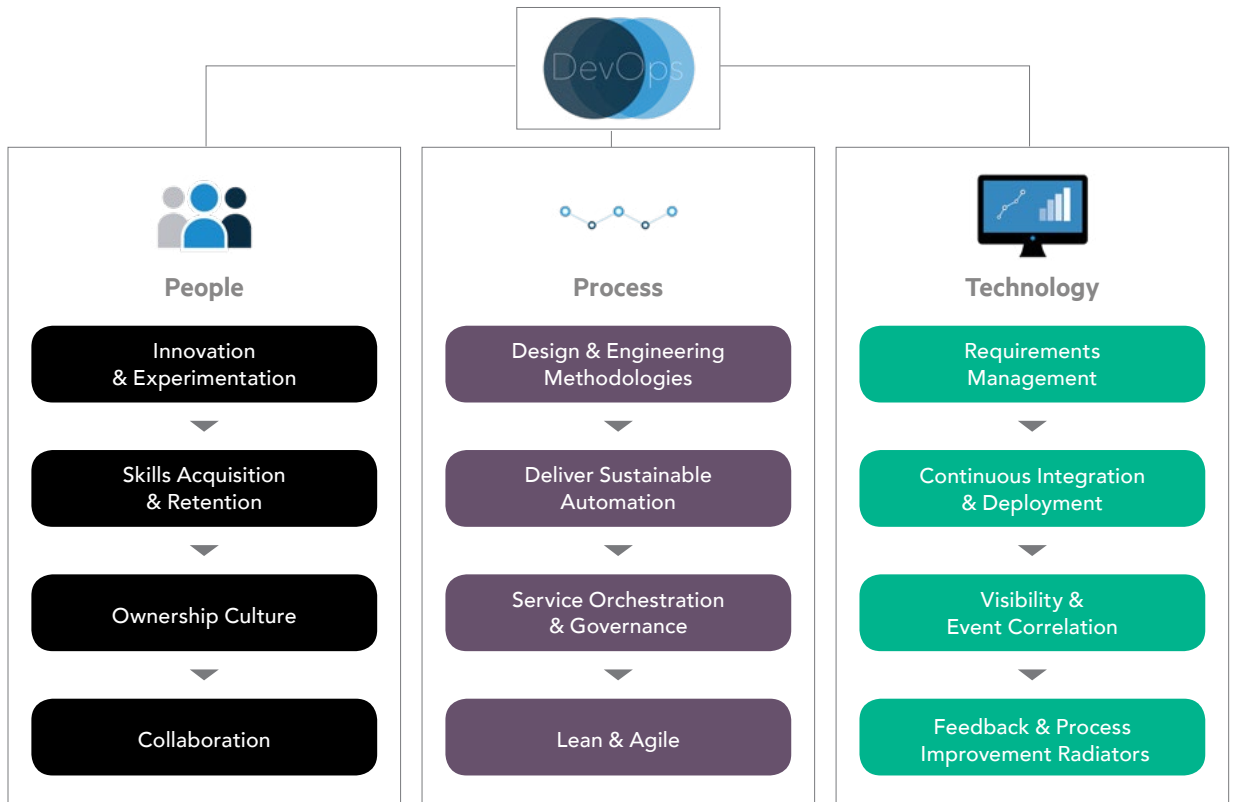 DevOps
People
Innovation
& Experimentation
Skills Acquisition
& Retention
Ownership Culture
Collaboration
Process
Design & Engineering
Methodologies
Deliver Sustainable
Automation
Service Orchestration
& Governance
Lean & Agile
Technology
Requirements
Management
Continuous Integration
& Deployment
Visibility &
Event Correlation
Feedback & Process
Improvement Radiators